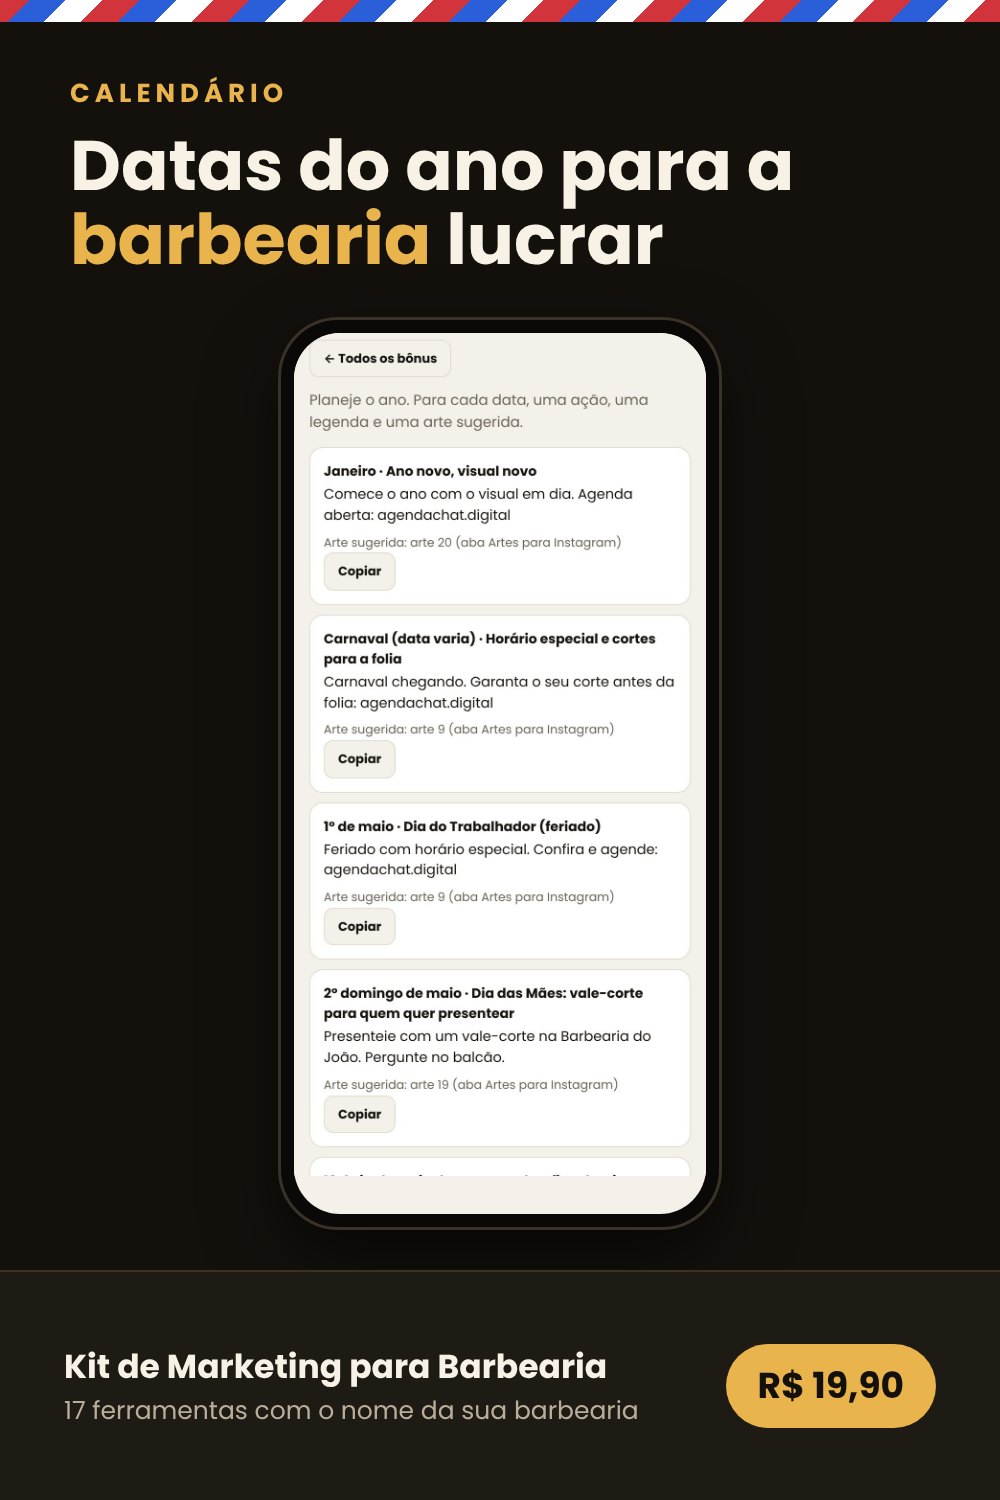 CALENDÁRIO
Datas do ano para a
barbearia lucrar
← Todos os bônus
Planeje o ano. Para cada data, uma ação, uma
legenda e uma arte sugerida.
Janeiro · Ano novo, visual novo
Comece o ano com o visual em dia. Agenda
aberta: agendachat.digital
Arte sugerida: arte 20 (aba Artes para Instagram)
Copiar
Carnaval (data varia) · Horário especial e cortes
para a folia
Carnaval chegando. Garanta o seu corte antes da
folia: agendachat.digital
Arte sugerida: arte 9 (aba Artes para Instagram)
Copiar
1º de maio · Dia do Trabalhador (feriado)
Feriado com horário especial. Confira e agende:
agendachat.digital
Arte sugerida: arte 9 (aba Artes para Instagram)
Copiar
2º domingo de maio · Dia das Mães: vale-corte
para quem quer presentear
Presenteie com um vale-corte na Barbearia do
João. Pergunte no balcão.
Arte sugerida: arte 19 (aba Artes para Instagram)
Copiar
Kit de Marketing para Barbearia
17 ferramentas com o nome da sua barbearia
R$ 19,90